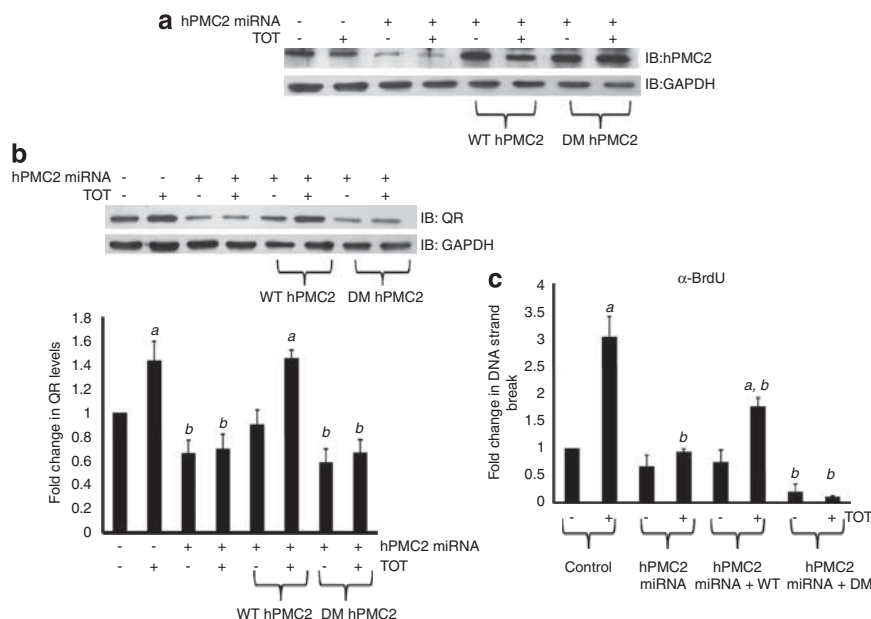 a
hPMC2 miRNA - - + + + + + +
TOT - + - + - + - +
IB:hPMC2
IB:GAPDH
WT hPMC2 DM hPMC2
b
hPMC2 miRNA - - + + + + + +
TOT - + - + - + - +
IB: QR
IB: GAPDH
WT hPMC2 DM hPMC2
Fold change in QR levels
1.8
1.6
1.4
1.2
1
0.8
0.6
0.4
0.2
0
a
b b
a
b b
- - + + + + + + hPMC2 miRNA
- + - + - + - + TOT
WT hPMC2 DM hPMC2
c
α-BrdU
Fold change in DNA strand
break
4
3.5
3
2.5
2
1.5
1
0.5
0
a
b
a, b
b b
- + - + - + - + TOT
Control
hPMC2
miRNA
hPMC2
miRNA + WT
hPMC2
miRNA + DM